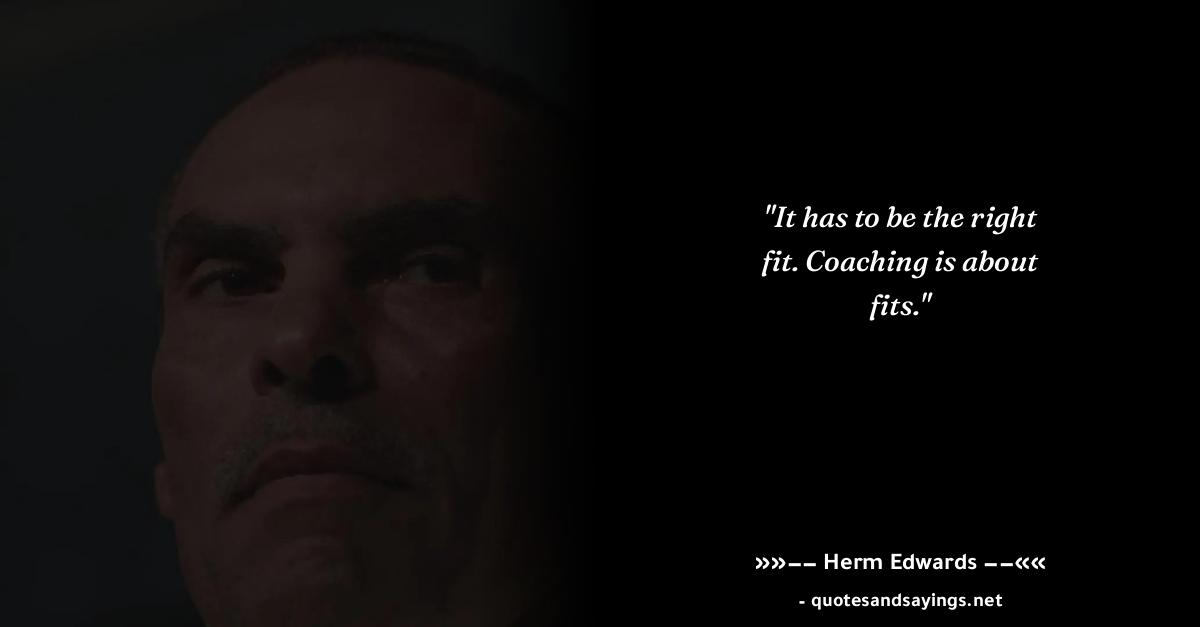 "It has to be the right
fit. Coaching is about
fits."
»»−− Herm Edwards −−««
- quotesandsayings.net